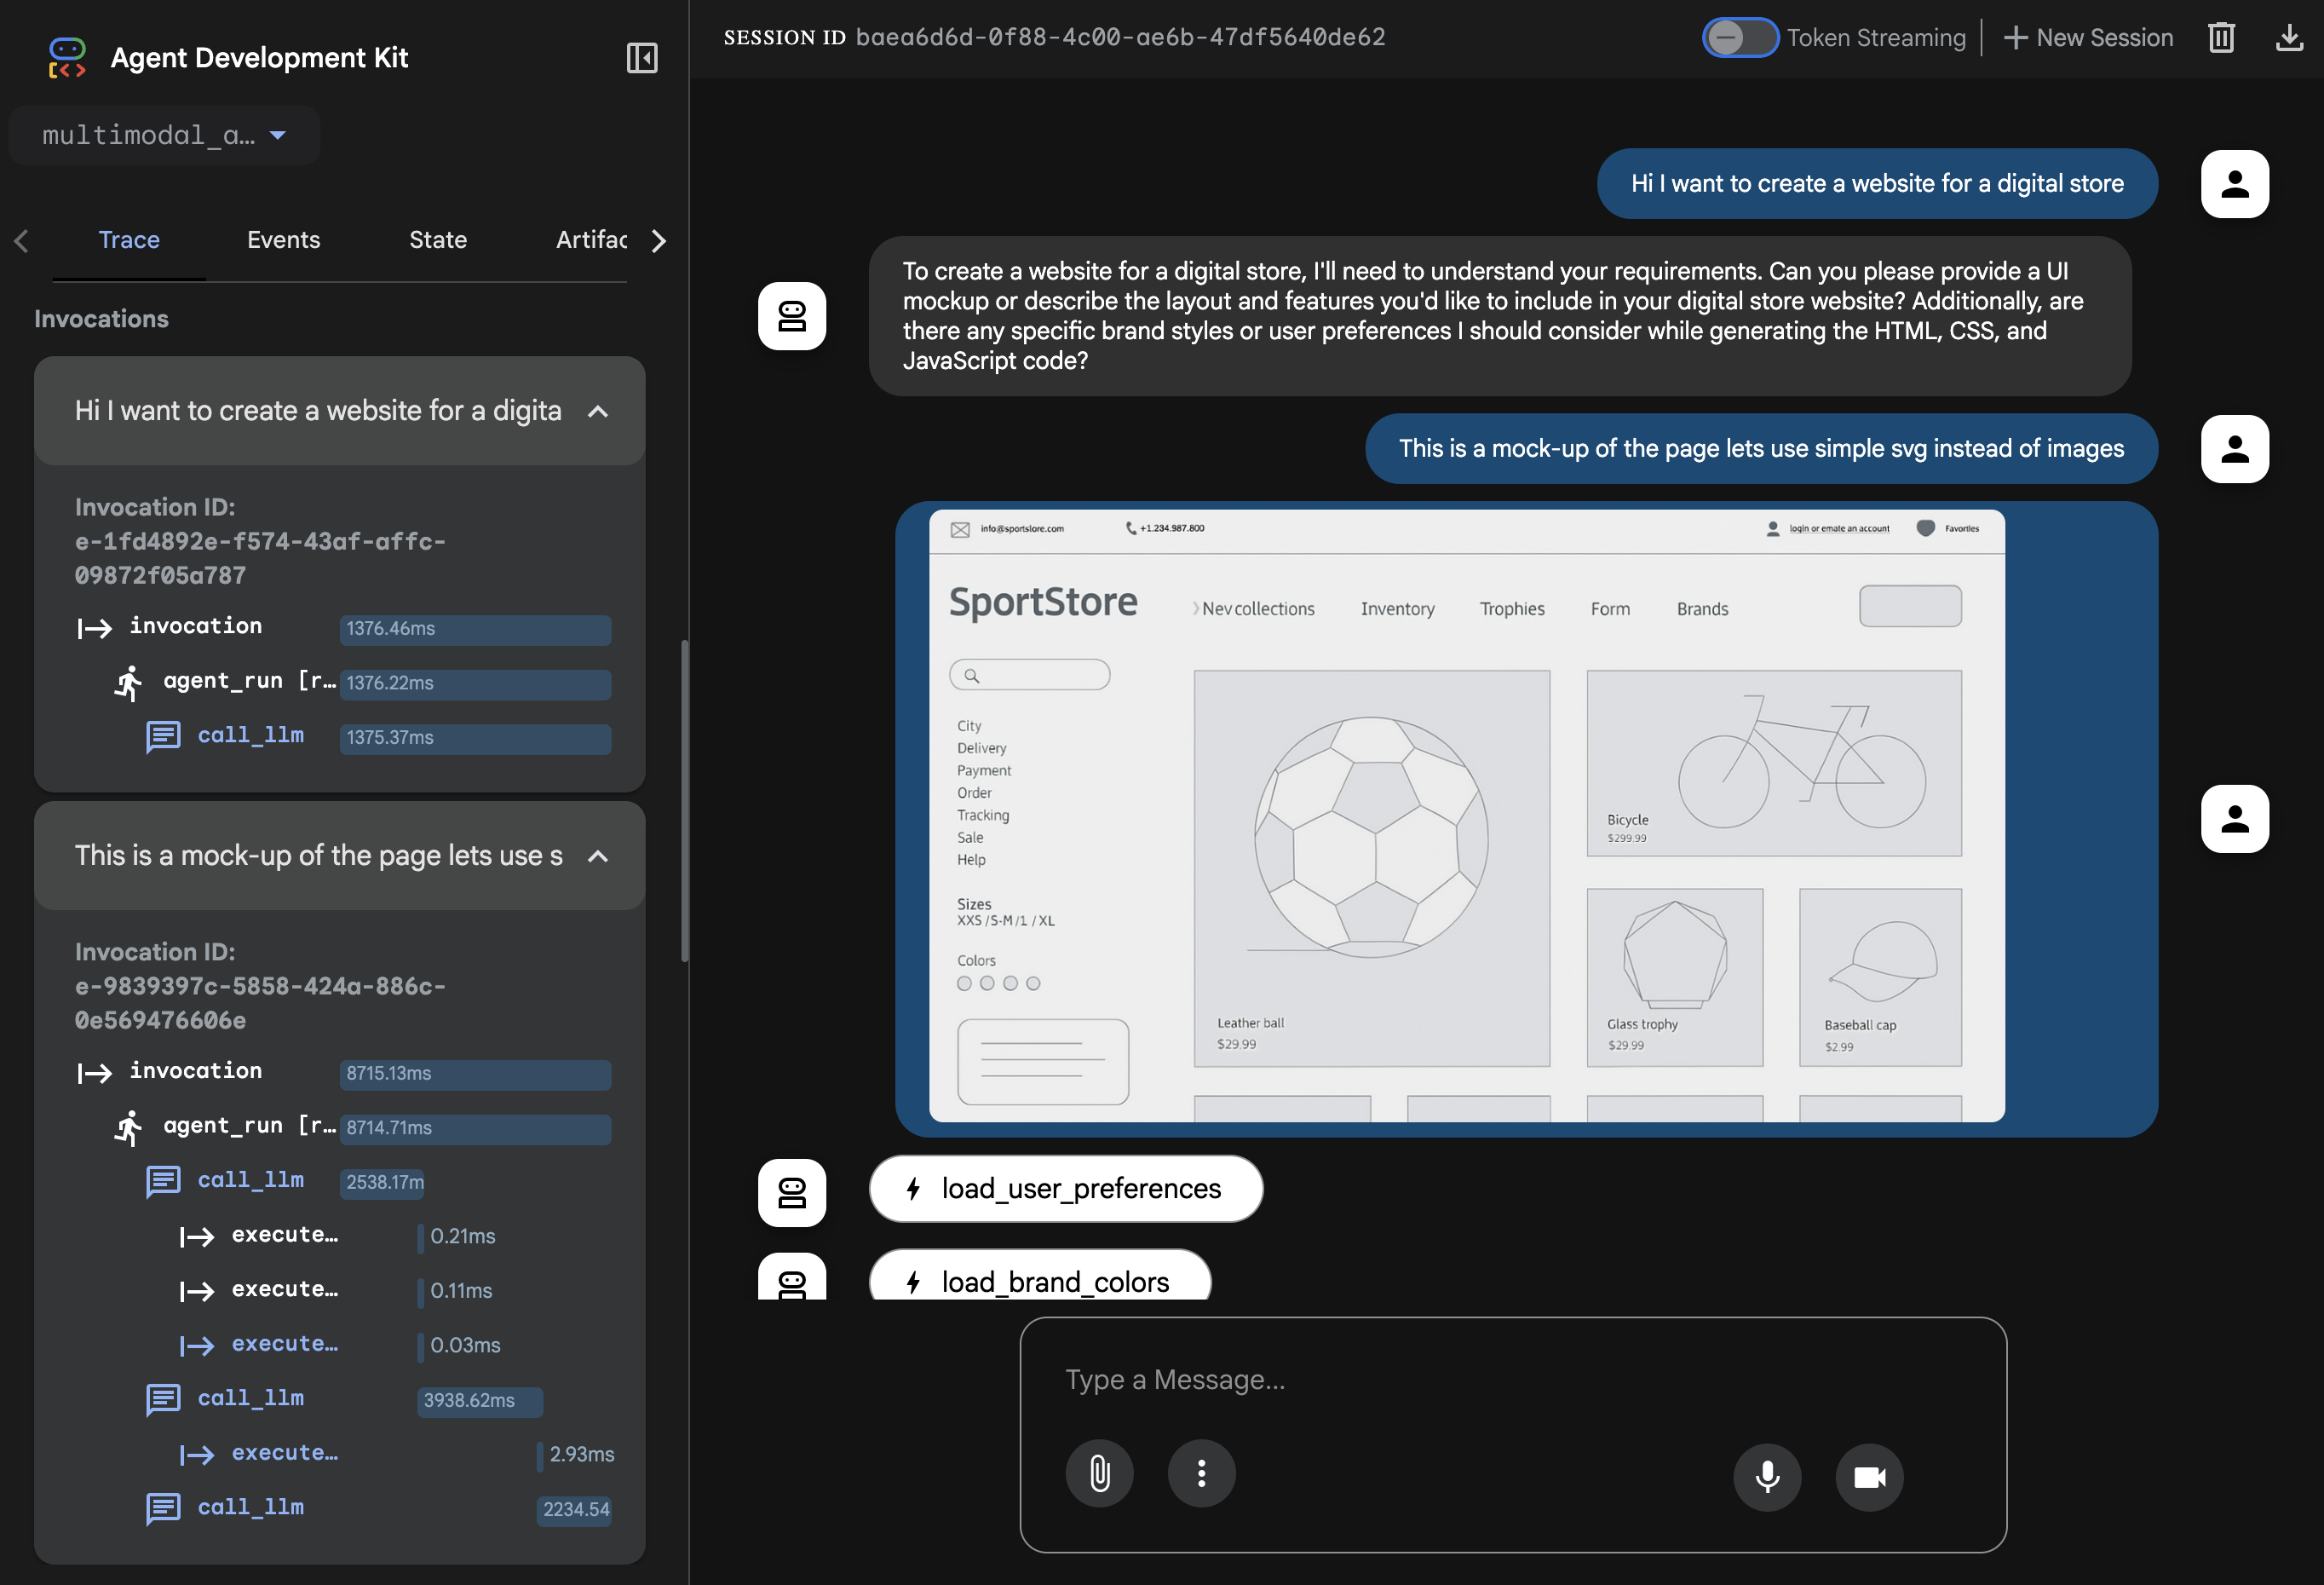 Agent Development Kit
multimodal_a…
Trace
Events
State
Artifac
Invocations
Hi I want to create a website for a digita
Invocation ID:
e-1fd4892e-f574-43af-affc-
09872f05a787
invocation 1376.46ms
agent_run [r… 1376.22ms
call_llm 1375.37ms
This is a mock-up of the page lets use s
Invocation ID:
e-9839397c-5858-424a-886c-
0e569476606e
invocation 8715.13ms
agent_run [r… 8714.71ms
call_llm 2538.17m
execute… 0.21ms
execute… 0.11ms
execute… 0.03ms
call_llm 3938.62ms
execute… 2.93ms
call_llm 2234.54
SESSION ID baea6d6d-0f88-4c00-ae6b-47df5640de62
Token Streaming
New Session
Hi I want to create a website for a digital store
To create a website for a digital store, I'll need to understand your requirements. Can you please provide a UI
mockup or describe the layout and features you'd like to include in your digital store website? Additionally, are
there any specific brand styles or user preferences I should consider while generating the HTML, CSS, and
JavaScript code?
This is a mock-up of the page lets use simple svg instead of images
info@sportslore.com
+1.234.987.800
login or emate an account
Favorties
SportStore
Nev collections
Inventory
Trophies
Form
Brands
City
Delivery
Payment
Order
Tracking
Sale
Help
Sizes
XXS /S-M /1 / XL
Colors
Leather ball
$29.99
Bicycle
$299.99
Glass trophy
$29.99
Baseball cap
$2.99
load_user_preferences
load_brand_colors
Type a Message...